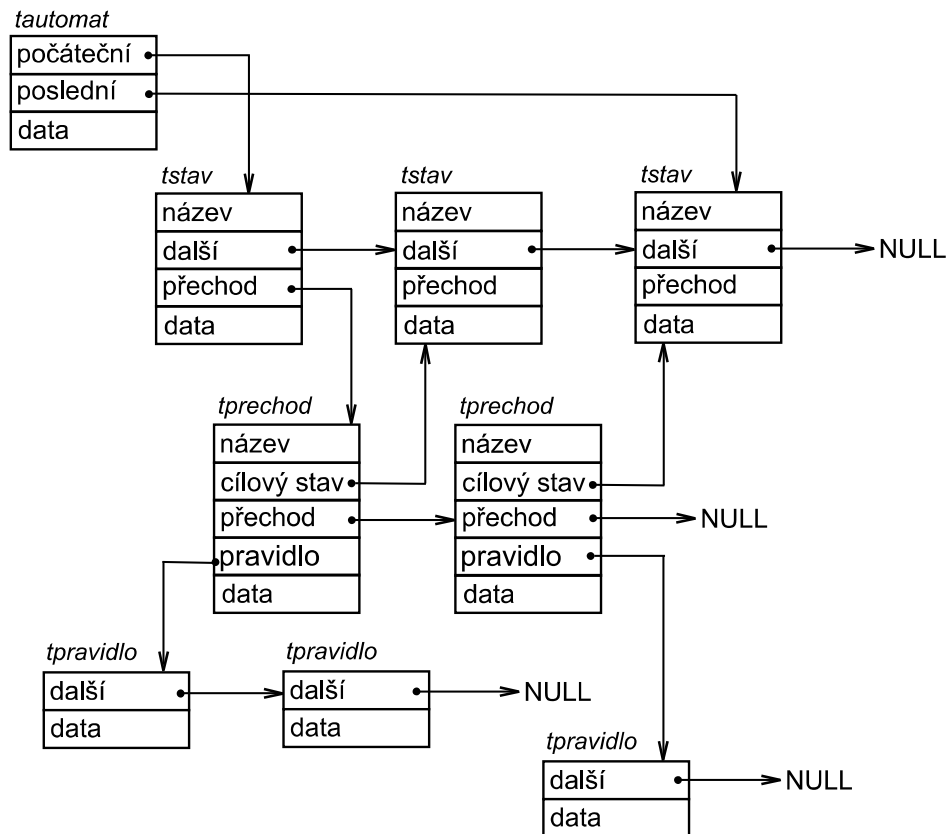 tautomat
počáteční
poslední
data
tstav
název
další
přechod
data
tstav
název
další
přechod
data
tstav
název
další
přechod
data
NULL
tprechod
název
cílový stav
přechod
pravidlo
data
tprechod
název
cílový stav
přechod
pravidlo
data
NULL
tpravidlo
další
data
tpravidlo
další
data
NULL
tpravidlo
další
data
NULL